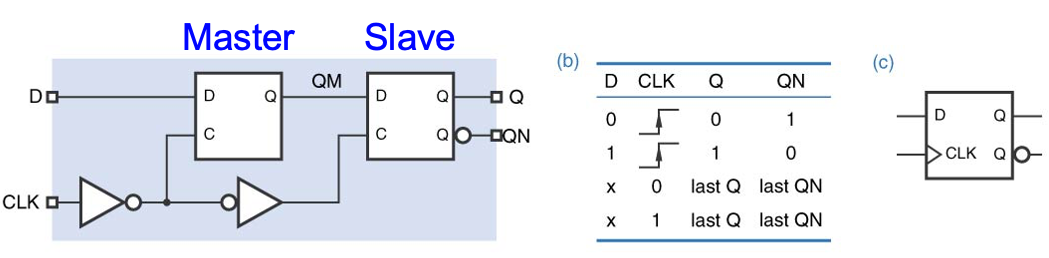 Master Slave
D
D Q
C
QM
D Q
C Q
Q
QN
CLK
(b)
D CLK Q QN
0 0 1
1 1 0
x 0 last Q last QN
x 1 last Q last QN
(c)
D Q
CLK Q